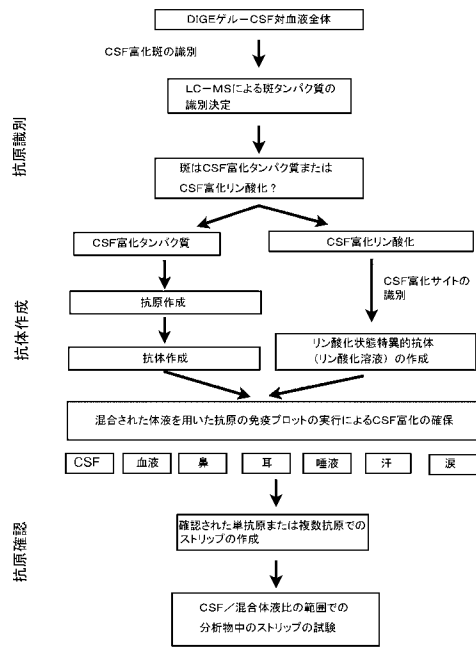 DIGEゲルーCSF対血液全体
CSF富化斑の識別
LCーMSによる斑タンパク質の
識別決定
抗原識別
斑はCSF富化タンパク質または
CSF富化リン酸化？
CSF富化タンパク質
CSF富化リン酸化
CSF富化サイトの
識別
抗原作成
抗体作成
抗体作成
リン酸化状態特異的抗体
（リン酸化溶液）の作成
混合された体液を用いた抗原の免疫ブロットの実行によるCSF富化の確保
CSF
血液
鼻
耳
唾液
汗
涙
抗原確認
確認された単抗原または複数抗原での
ストリップの作成
CSF／混合体液比の範囲での
分析物中のストリップの試験